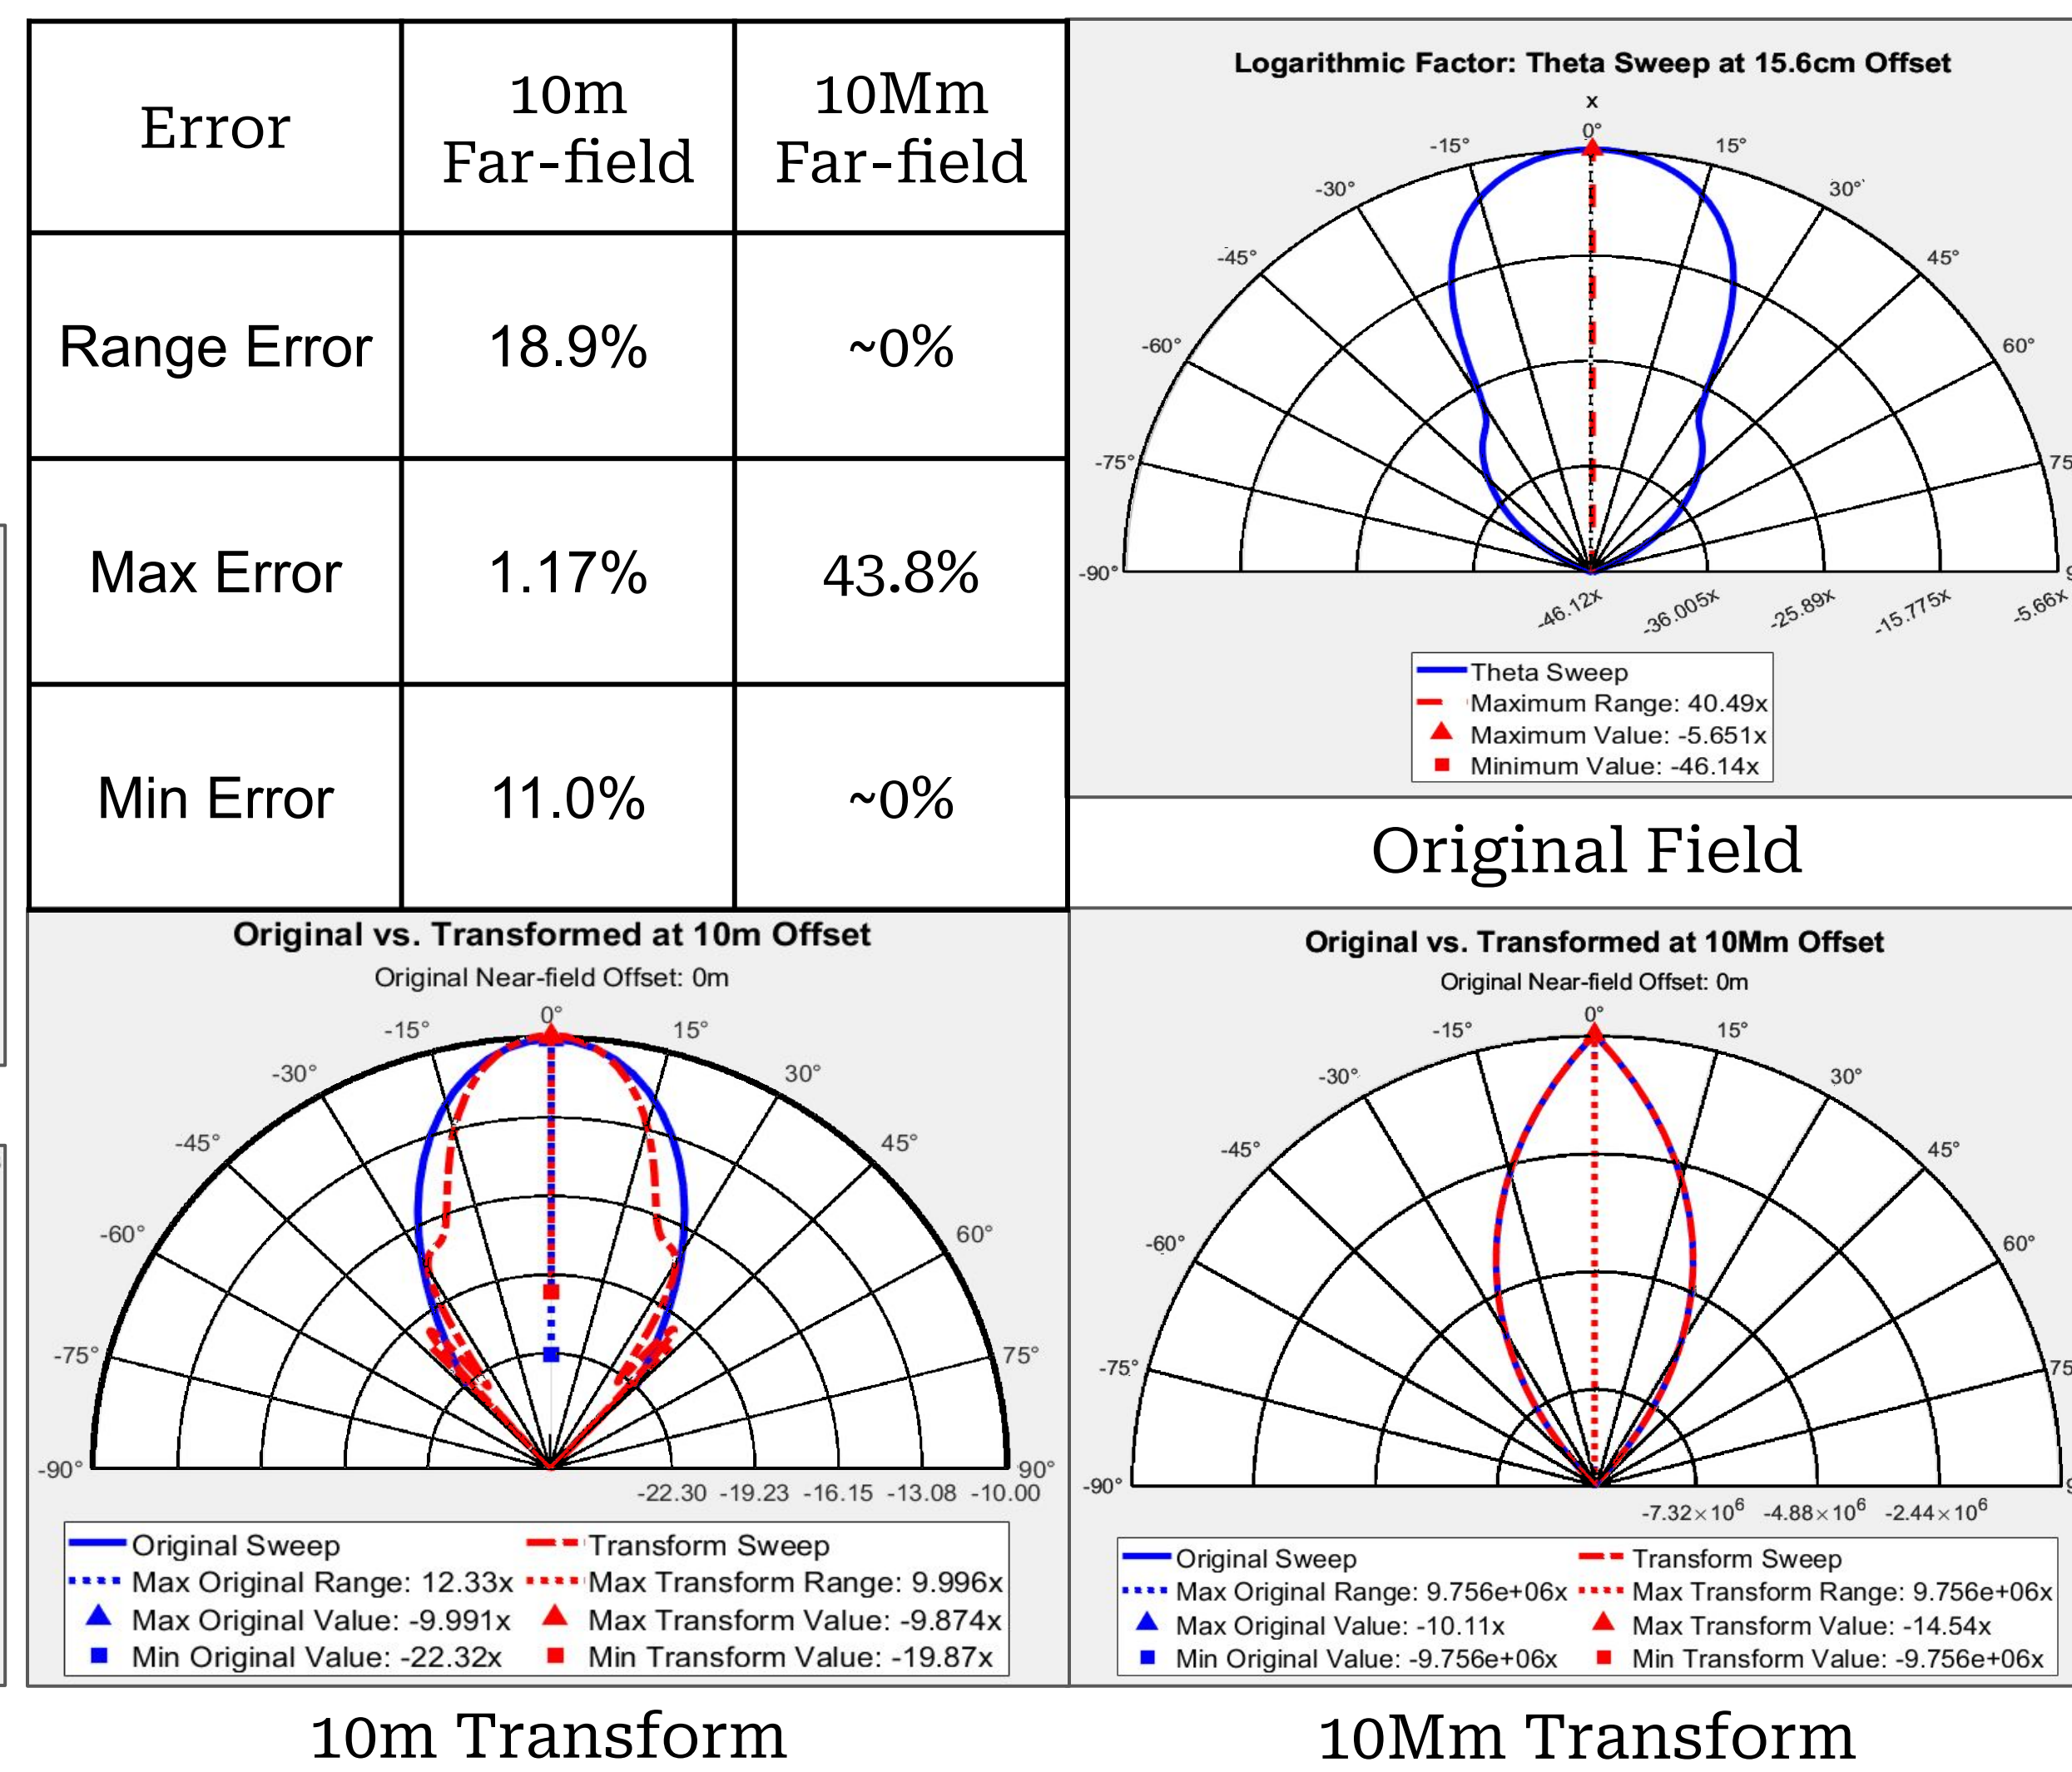 Error
10m
Far-field
10Mm
Far-field
Range Error
18.9%
~0%
Max Error
1.17%
43.8%
Min Error
11.0%
~0%
Logarithmic Factor: Theta Sweep at 15.6cm Offset
x
0°
-15°
15°
-30°
30°
-45°
45°
-60°
60°
-75°
75
-90°
-46.12x
-36.005x
-25.89x
-15.775x
-5.66x
Theta Sweep
Maximum Range: 40.49x
Maximum Value: -5.651x
Minimum Value: -46.14x
Original Field
Original vs. Transformed at 10m Offset
Original Near-field Offset: 0m
0°
-15°
15°
-30°
30°
-45°
45°
-60°
60°
-75°
75°
-90°
90°
-22.30 -19.23 -16.15 -13.08 -10.00
Original Sweep
Transform Sweep
Max Original Range: 12.33x
Max Transform Range: 9.996x
Max Original Value: -9.991x
Max Transform Value: -9.874x
Min Original Value: -22.32x
Min Transform Value: -19.87x
10m Transform
Original vs. Transformed at 10Mm Offset
Original Near-field Offset: 0m
0°
-15°
15°
-30°
30°
-45°
45°
-60°
60°
-75°
75
-90°
-7.32×10⁶ -4.88×10⁶ -2.44×10⁶
Original Sweep
Transform Sweep
Max Original Range: 9.756e+06x
Max Transform Range: 9.756e+06x
Max Original Value: -10.11x
Max Transform Value: -14.54x
Min Original Value: -9.756e+06x
Min Transform Value: -9.756e+06x
10Mm Transform